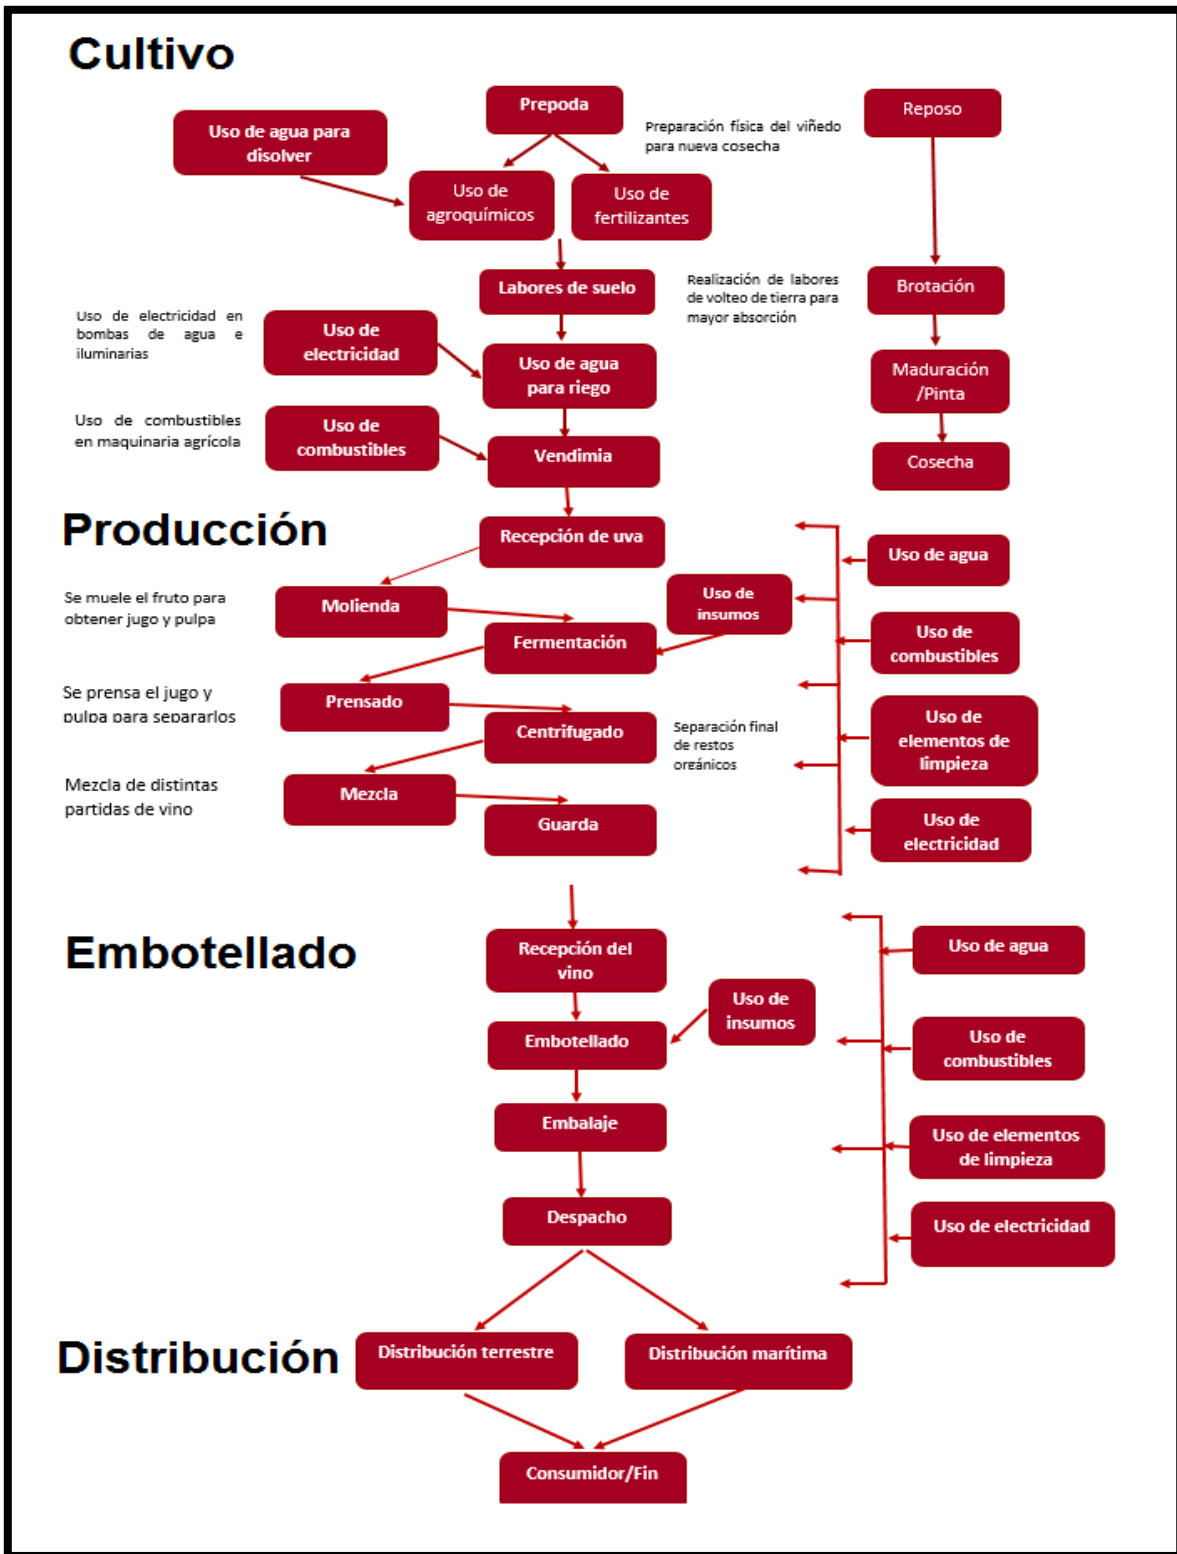 Cultivo
Prepoda
Reposo
Uso de agua para
disolver
Preparación física del viñedo
para nueva cosecha
Uso de
agroquímicos
Uso de
fertilizantes
Labores de suelo
Realización de labores
de volteo de tierra para
mayor absorción
Brotación
Uso de electricidad en
bombas de agua e
iluminarias
Uso de
electricidad
Uso de agua
para riego
Maduración
/Pinta
Uso de combustibles
en maquinaria agrícola
Uso de
combustibles
Vendimia
Cosecha
Producción
Recepción de uva
Uso de agua
Se muele el fruto para
obtener jugo y pulpa
Molienda
Uso de
insumos
Fermentación
Uso de
combustibles
Se prensa el jugo y
pulpa para separarlos
Prensado
Centrifugado
Separación final
de restos
orgánicos
Uso de
elementos de
limpieza
Mezcla de distintas
partidas de vino
Mezcla
Guarda
Uso de
electricidad
Embotellado
Recepción del
vino
Uso de agua
Uso de
insumos
Embotellado
Uso de
combustibles
Embalaje
Uso de elementos
de limpieza
Despacho
Uso de electricidad
Distribución
Distribución terrestre
Distribución marítima
Consumidor/Fin